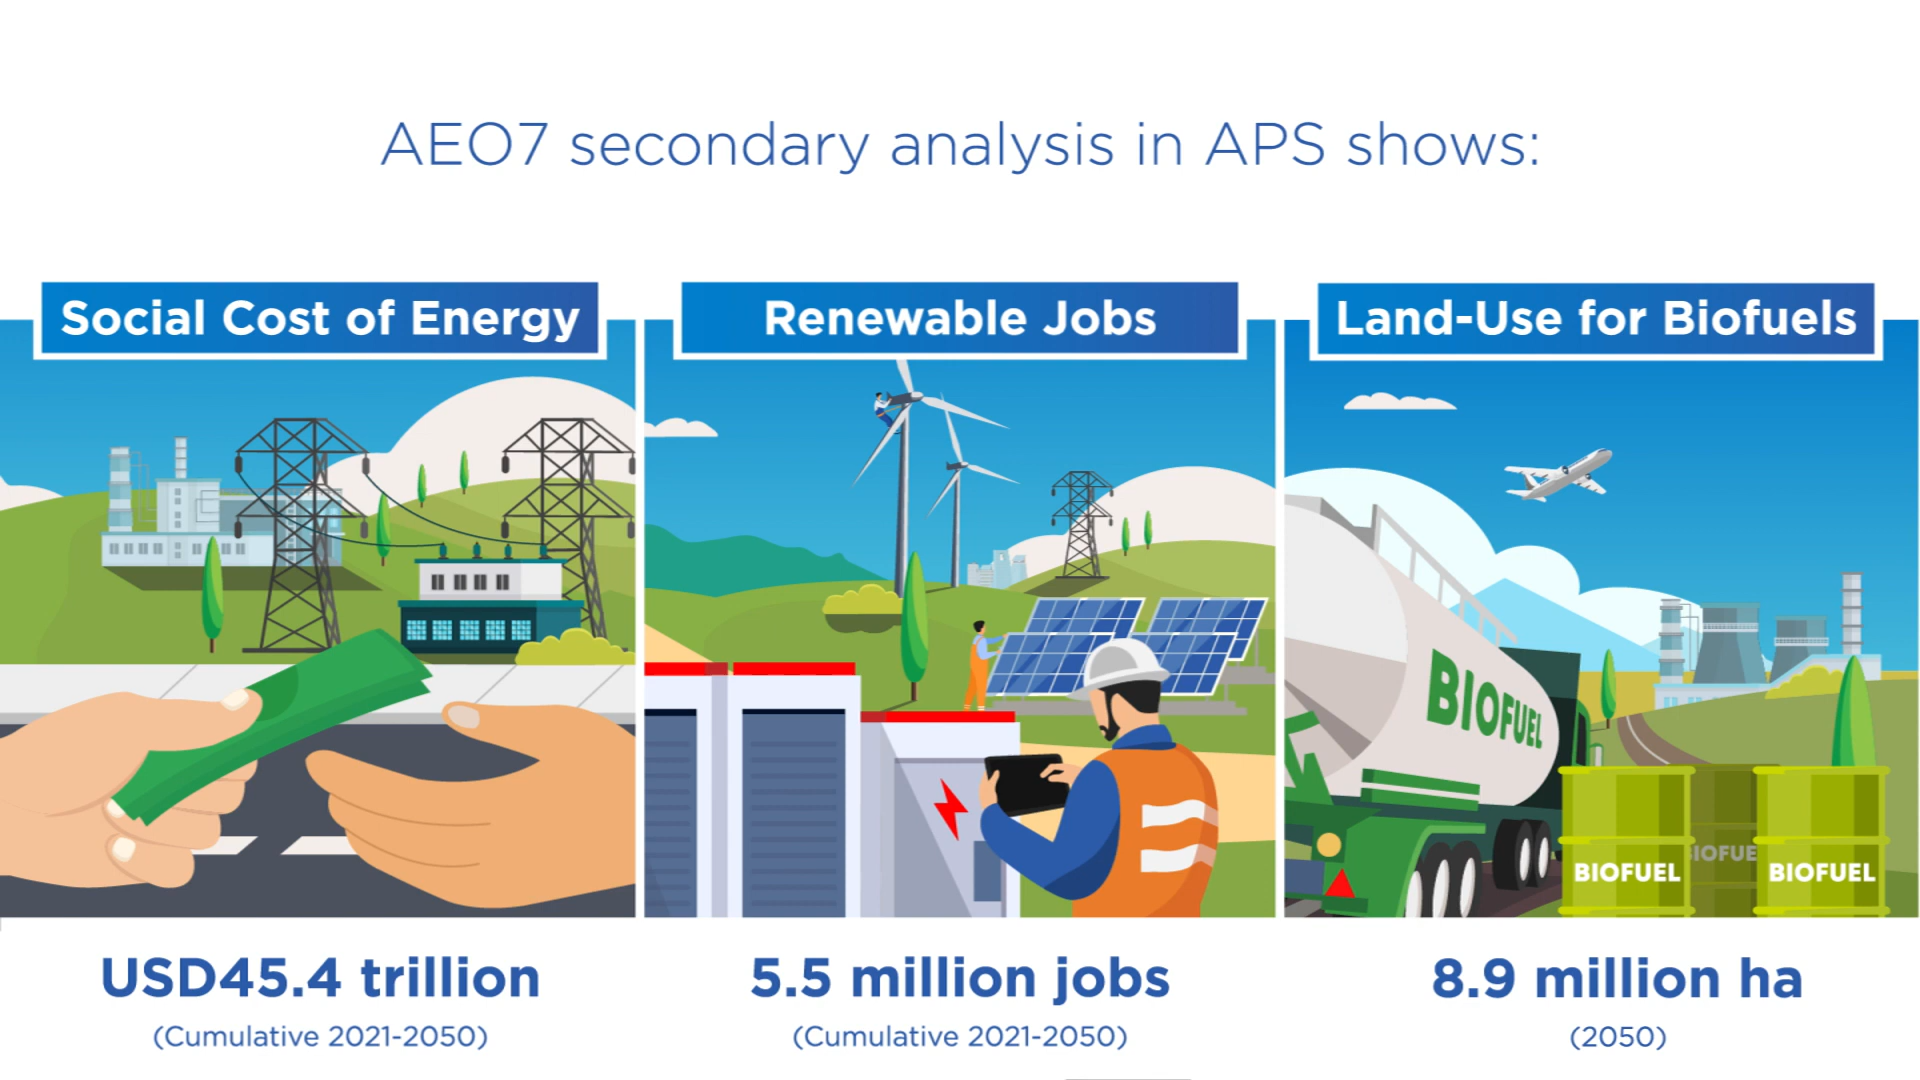 AEO7 secondary analysis in APS shows:
Social Cost of Energy
Renewable Jobs
Land-Use for Biofuels
BIOFUEL
BIOFUEL
BIOFUEL
USD45.4 trillion
(Cumulative 2021-2050)
5.5 million jobs
(Cumulative 2021-2050)
8.9 million ha
(2050)